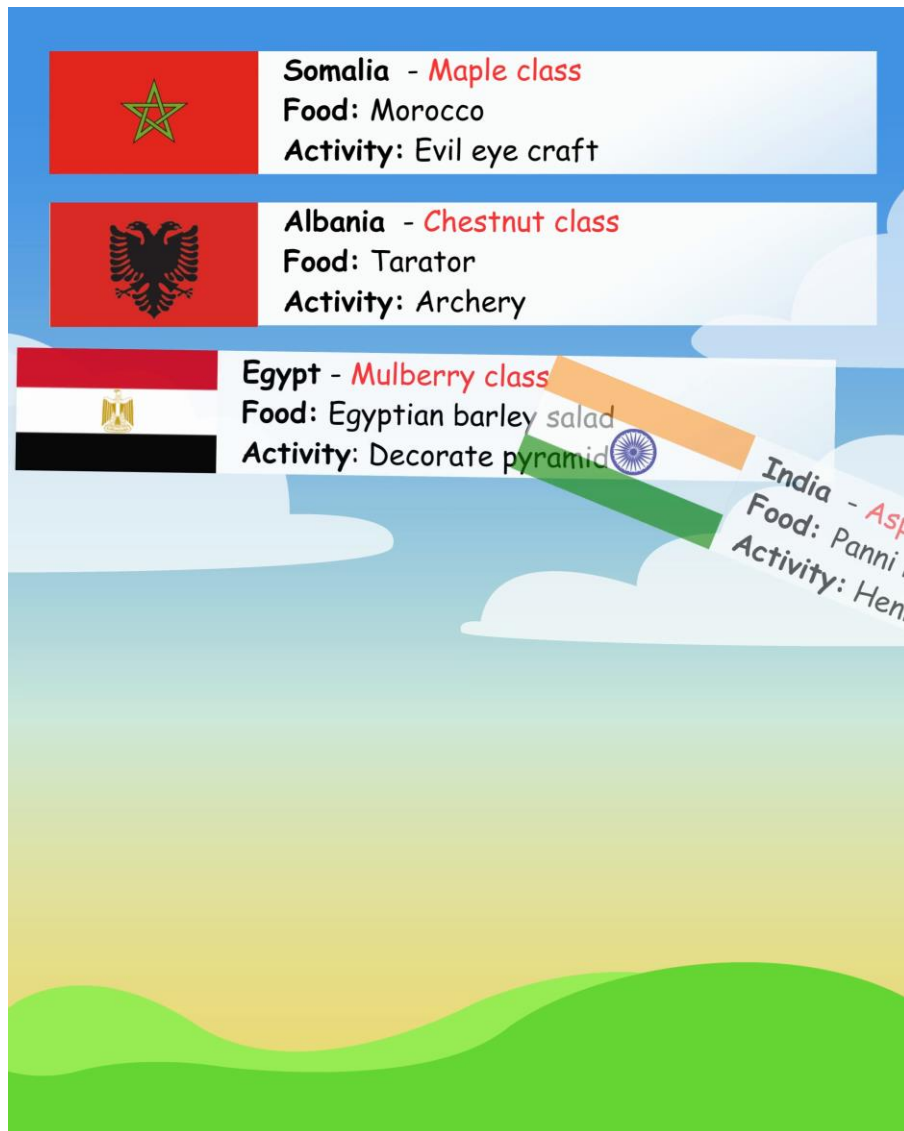 Somalia - Maple class
Food: Morocco
Activity: Evil eye craft
Albania - Chestnut class
Food: Tarator
Activity: Archery
Egypt - Mulberry class
Food: Egyptian barley salad
Activity: Decorate pyramid
India -
Food: Panni
Activity: